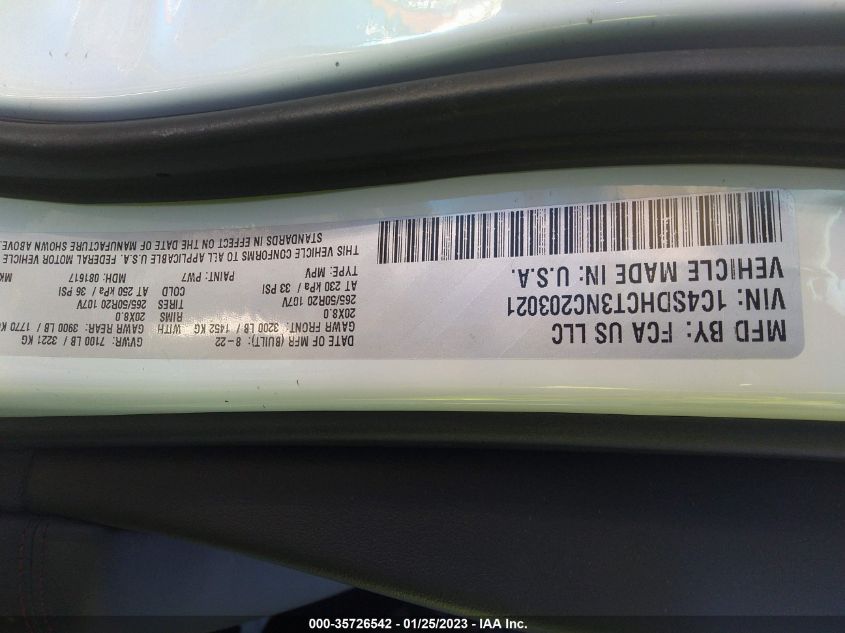 MFD BY: FCA US LLC
VIN: 1C4SDHCT3NC203021
VEHICLE MADE IN: U.S.A.
DATE OF MFR (BUILT): 8-22 GVWR: 7100 LB / 3221 KG
GAWR FRONT: 3200 LB / 1452 KG WITH GAWR REAR: 3900 LB / 1770 KG
20X8.0 RIMS 20X8.0
265/50R20 107V TIRES 265/50R20 107V
AT 230 kPa / 33 PSI COLD AT 250 kPa / 36 PSI
TYPE: MPV PAINT: PW7 MDH: 081617
THIS VEHICLE CONFORMS TO ALL APPLICABLE U.S.A. FEDERAL MOTOR VEHICLE
STANDARDS IN EFFECT ON THE DATE OF MANUFACTURE SHOWN ABOVE.
000-35726542 - 01/25/2023 - IAA Inc.